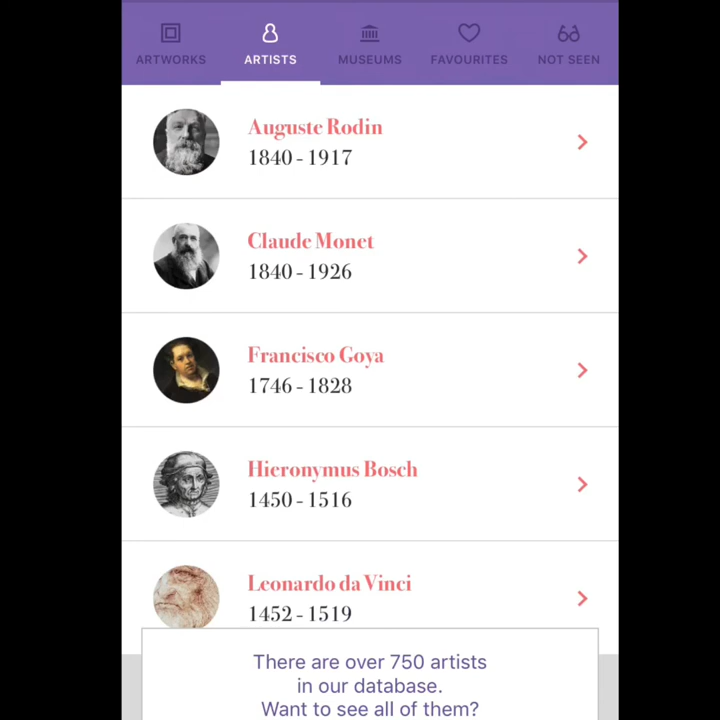 ARTWORKS
ARTISTS
MUSEUMS
FAVOURITES
NOT SEEN
Auguste Rodin
1840 - 1917
Claude Monet
1840 - 1926
Francisco Goya
1746 - 1828
Hieronymus Bosch
1450 - 1516
Leonardo da Vinci
1452 - 1519
There are over 750 artists
in our database.
Want to see all of them?